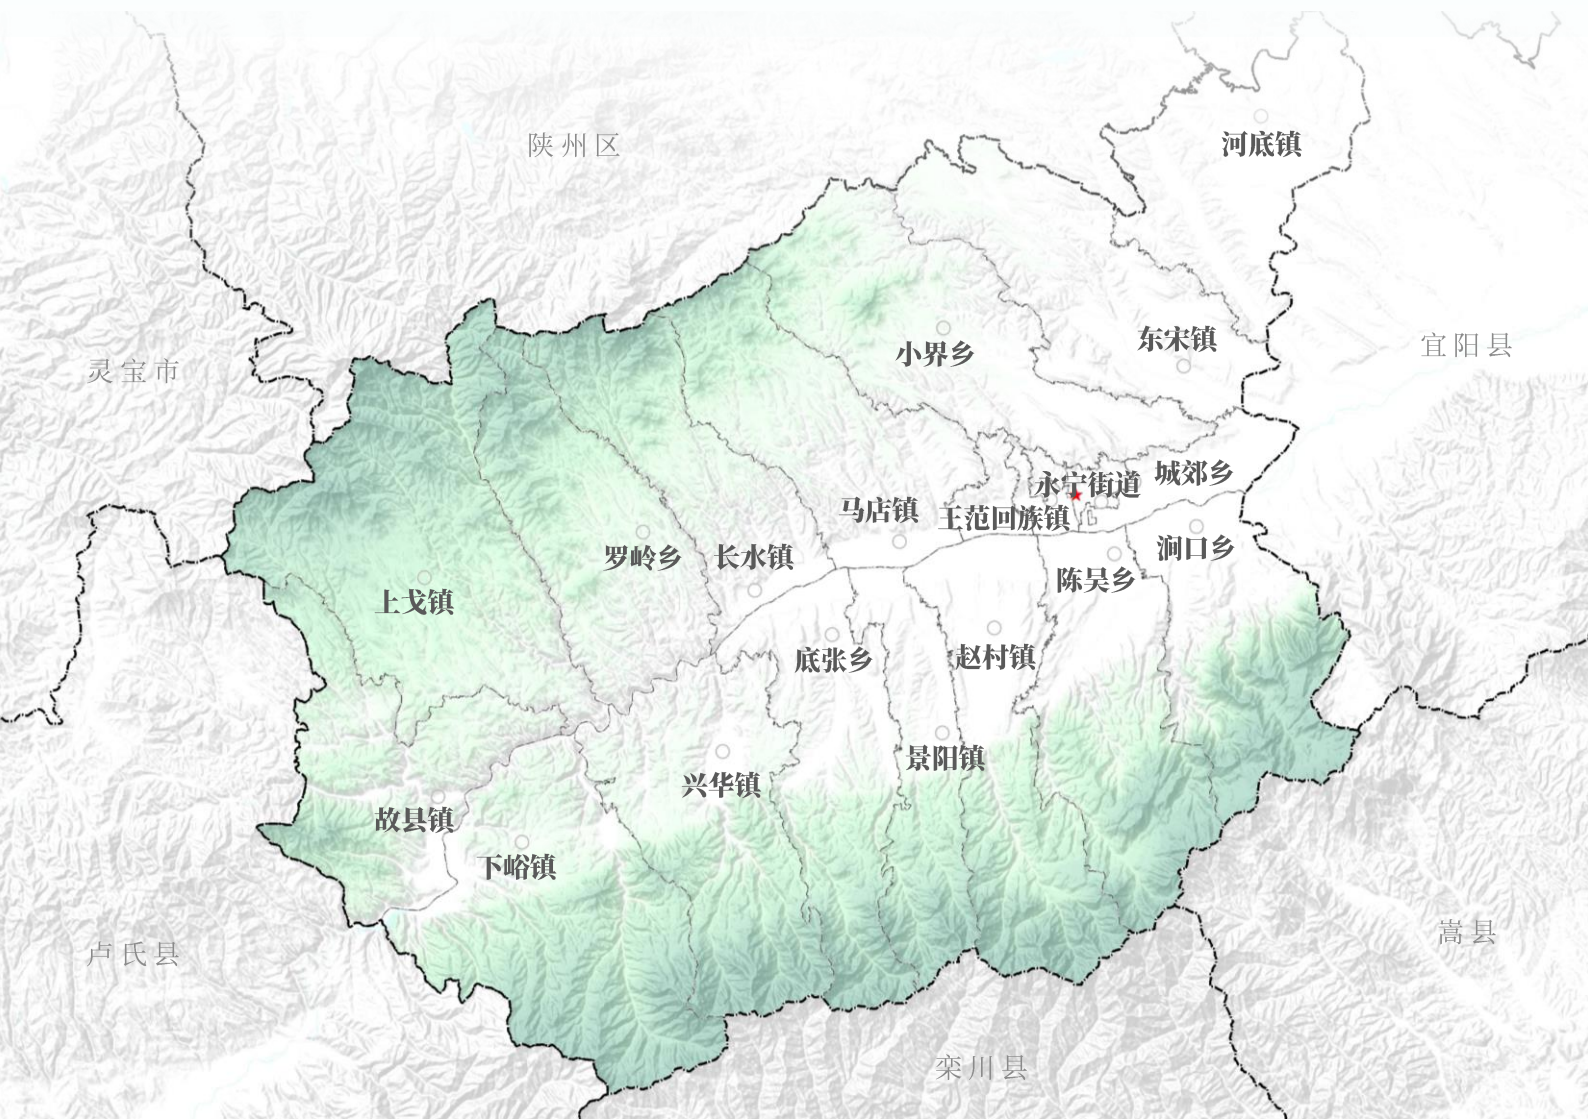 陕州区
河底镇
宜阳县
东宋镇
小界乡
灵宝市
城郊乡
永宁街道
马店镇
王范回族镇
涧口乡
罗岭乡
长水镇
陈吴乡
上戈镇
底张乡
赵村镇
景阳镇
兴华镇
故县镇
下峪镇
嵩县
卢氏县
栾川县